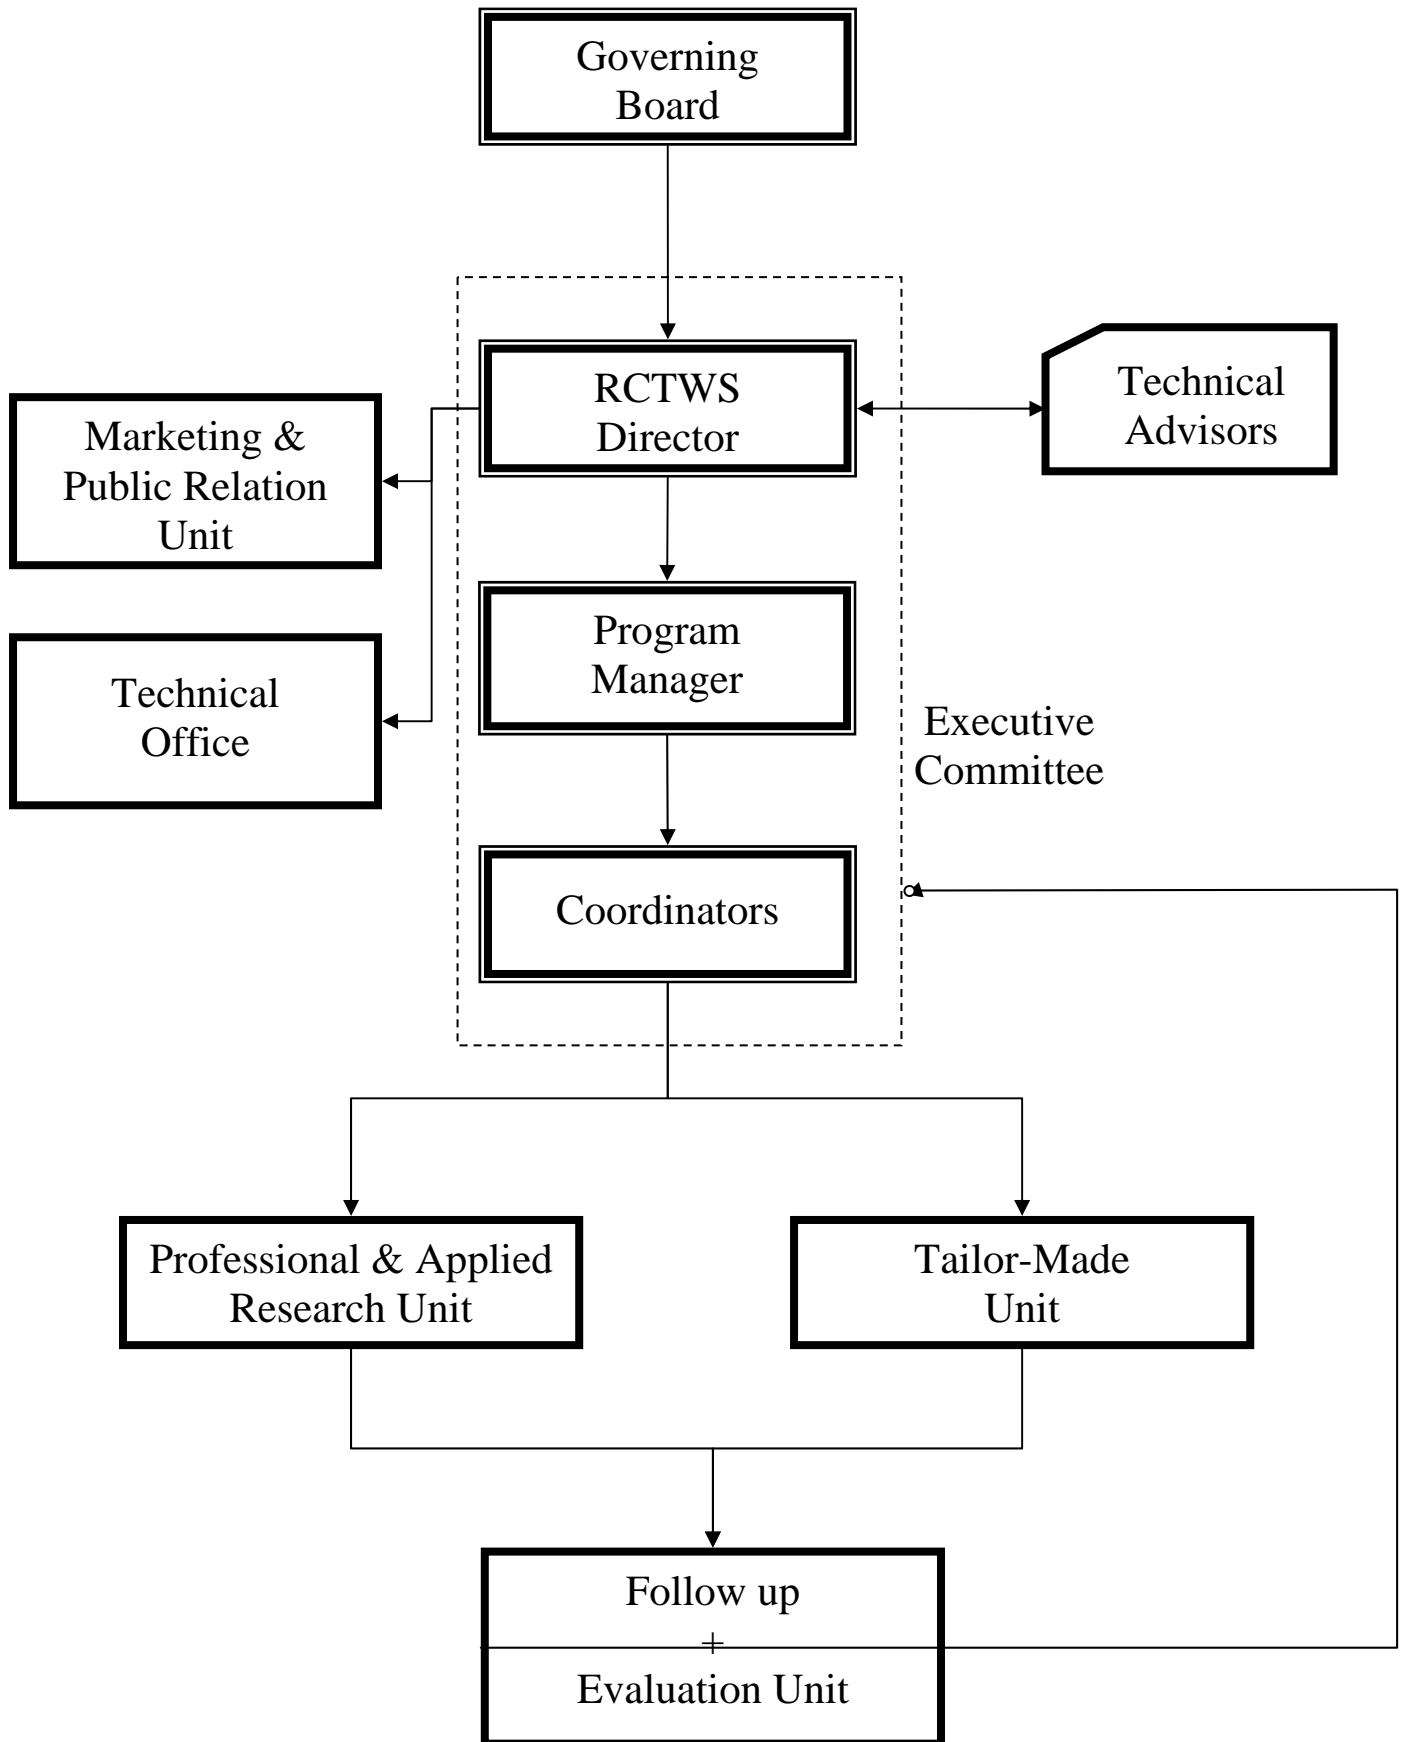 Governing
Board
RCTWS
Director
Technical
Advisors
Marketing &
Public Relation
Unit
Program
Manager
Technical
Office
Executive
Committee
Coordinators
Professional & Applied
Research Unit
Tailor-Made
Unit
Follow up
+
Evaluation Unit